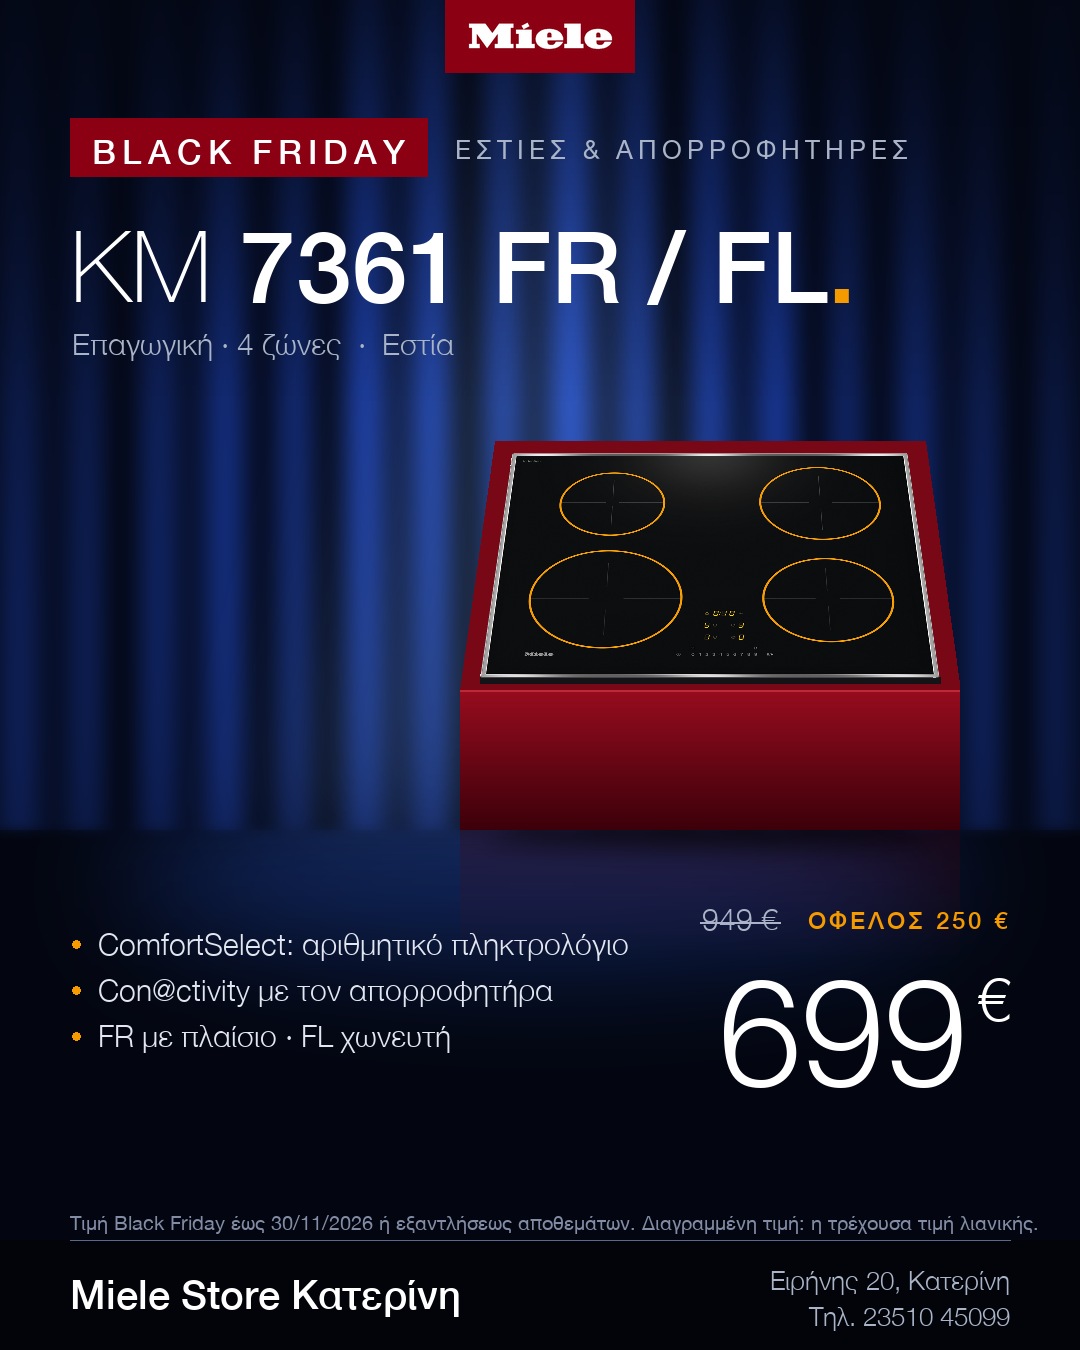 Miele
BLACK FRIDAY ΕΣΤΙΕΣ & ΑΠΟΡΡΟΦΗΤΗΡΕΣ
KM 7361 FR / FL.
Επαγωγική · 4 ζώνες · Εστία
Miele
949 € ΟΦΕΛΟΣ 250 €
• ComfortSelect: αριθμητικό πληκτρολόγιο
• Con@ctivity με τον απορροφητήρα
• FR με πλαίσιο · FL χωνευτή
699 €
Τιμή Black Friday έως 30/11/2026 ή εξαντλήσεως αποθεμάτων. Διαγραμμένη τιμή: η τρέχουσα τιμή λιανικής.
Miele Store Κατερίνη
Ειρήνης 20, Κατερίνη
Τηλ. 23510 45099